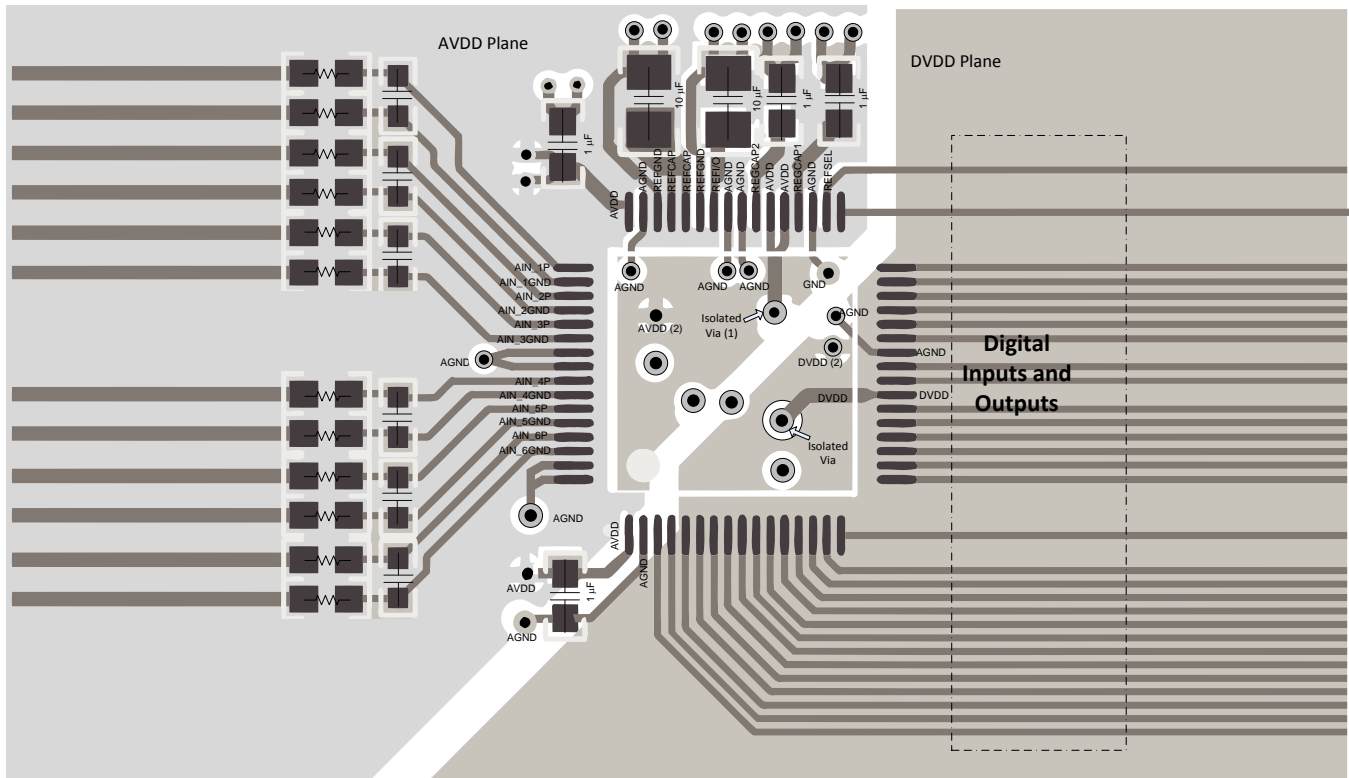 AVDD Plane
DVDD Plane
10 µF
10 µF
1 µF
1 µF
1 µF
AVDD
AGND
REFGND
REFCAP
REFCAP
REFGND
REFI/O
AGND
AGND
REGCAP2
AVDD
AVDD
REGCAP1
AGND
REFSEL
AIN_1P
AIN_1GND
AIN_2P
AIN_2GND
AIN_3P
AIN_3GND
AGND
AIN_4P
AIN_4GND
AIN_5P
AIN_5GND
AIN_6P
AIN_6GND
AGND
AGND
AGND
AGND
GND
AVDD (2)
Isolated
Via (1)
AGND
DVDD (2)
DVDD
Isolated
Via
AGND
DVDD
Digital
Inputs and
Outputs
AVDD
AGND
AVDD
AGND
1 µF